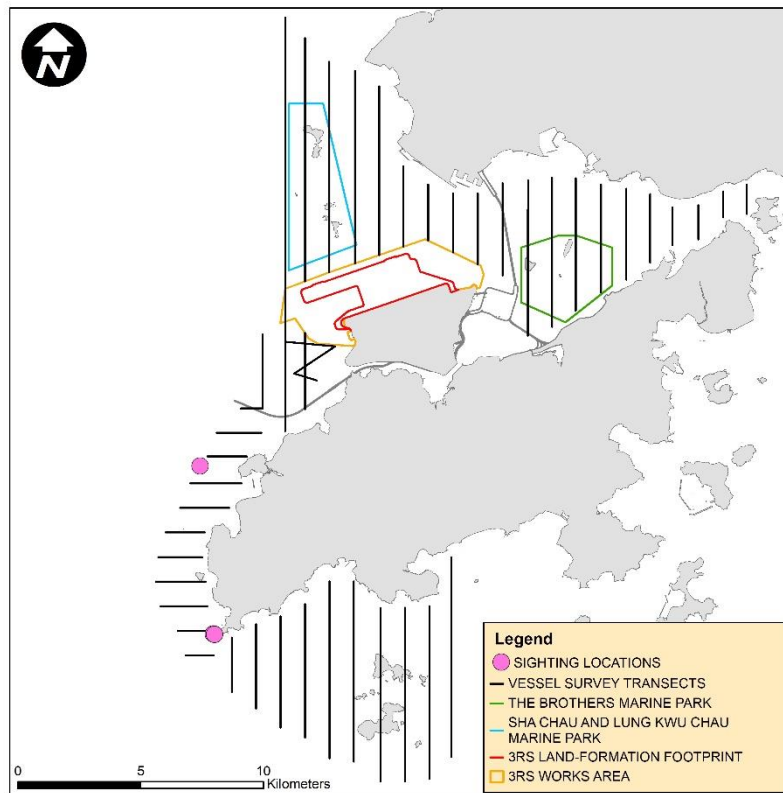 N
Legend
SIGHTING LOCATIONS
VESSEL SURVEY TRANSECTS
THE BROTHERS MARINE PARK
SHA CHAU AND LUNG KWU CHAU
MARINE PARK
3RS LAND-FORMATION FOOTPRINT
3RS WORKS AREA
0 5 10
Kilometers